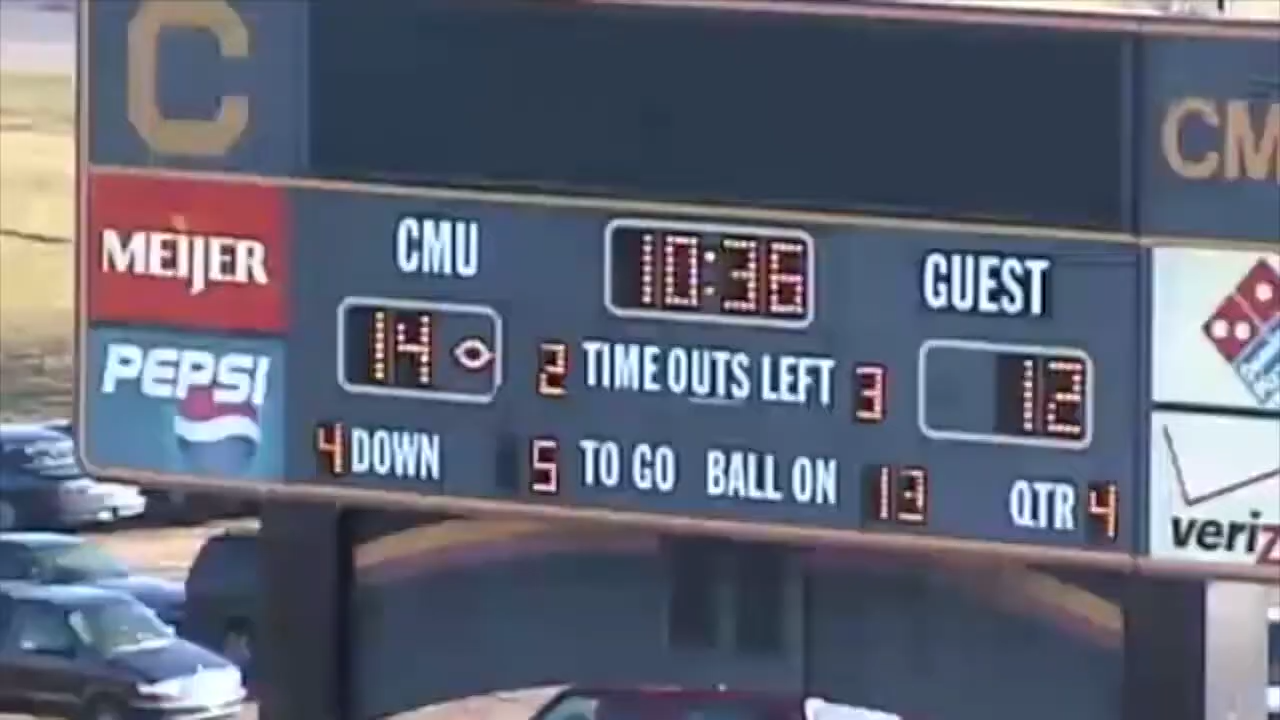 C
CM
MEIJER
CMU
10:36
GUEST
PEPSI
14
2 TIME OUTS LEFT 3
12
4 DOWN
5 TO GO BALL ON 13
QTR 4
veriz